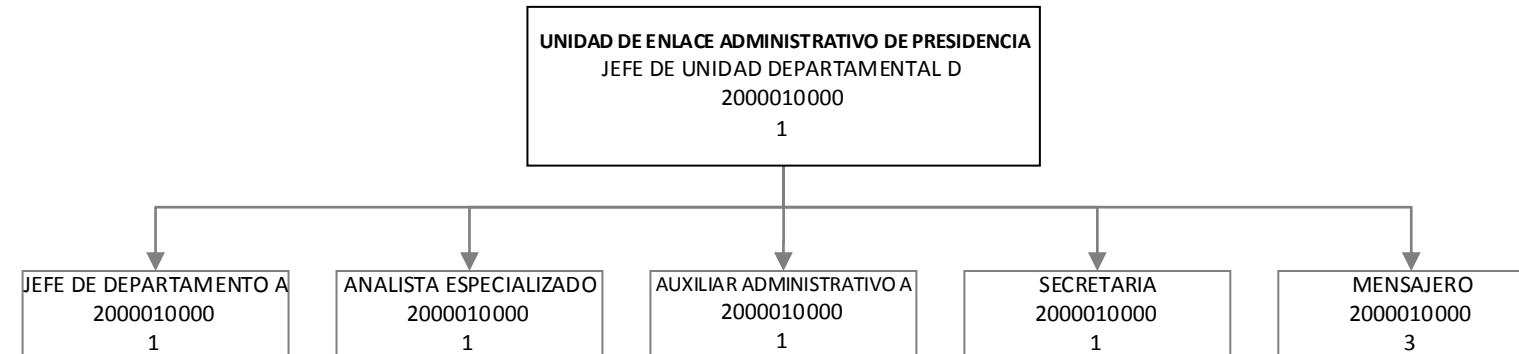 UNIDAD DE ENLACE ADMINISTRATIVO DE PRESIDENCIA
JEFE DE UNIDAD DEPARTAMENTAL D
2000010000
1
JEFE DE DEPARTAMENTO A
2000010000
1
ANALISTA ESPECIALIZADO
2000010000
1
AUXILIAR ADMINISTRATIVO A
2000010000
1
SECRETARIA
2000010000
1
MENSAJERO
2000010000
3